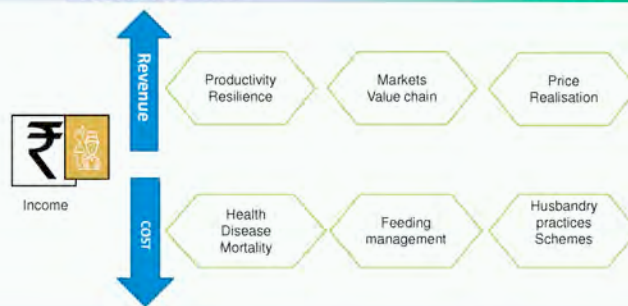 Revenue
Productivity
Resilience
Markets
Value chain
Price
Realisation
₹
Income
COST
Health
Disease
Mortality
Feeding
management
Husbandry
practices
Schemes